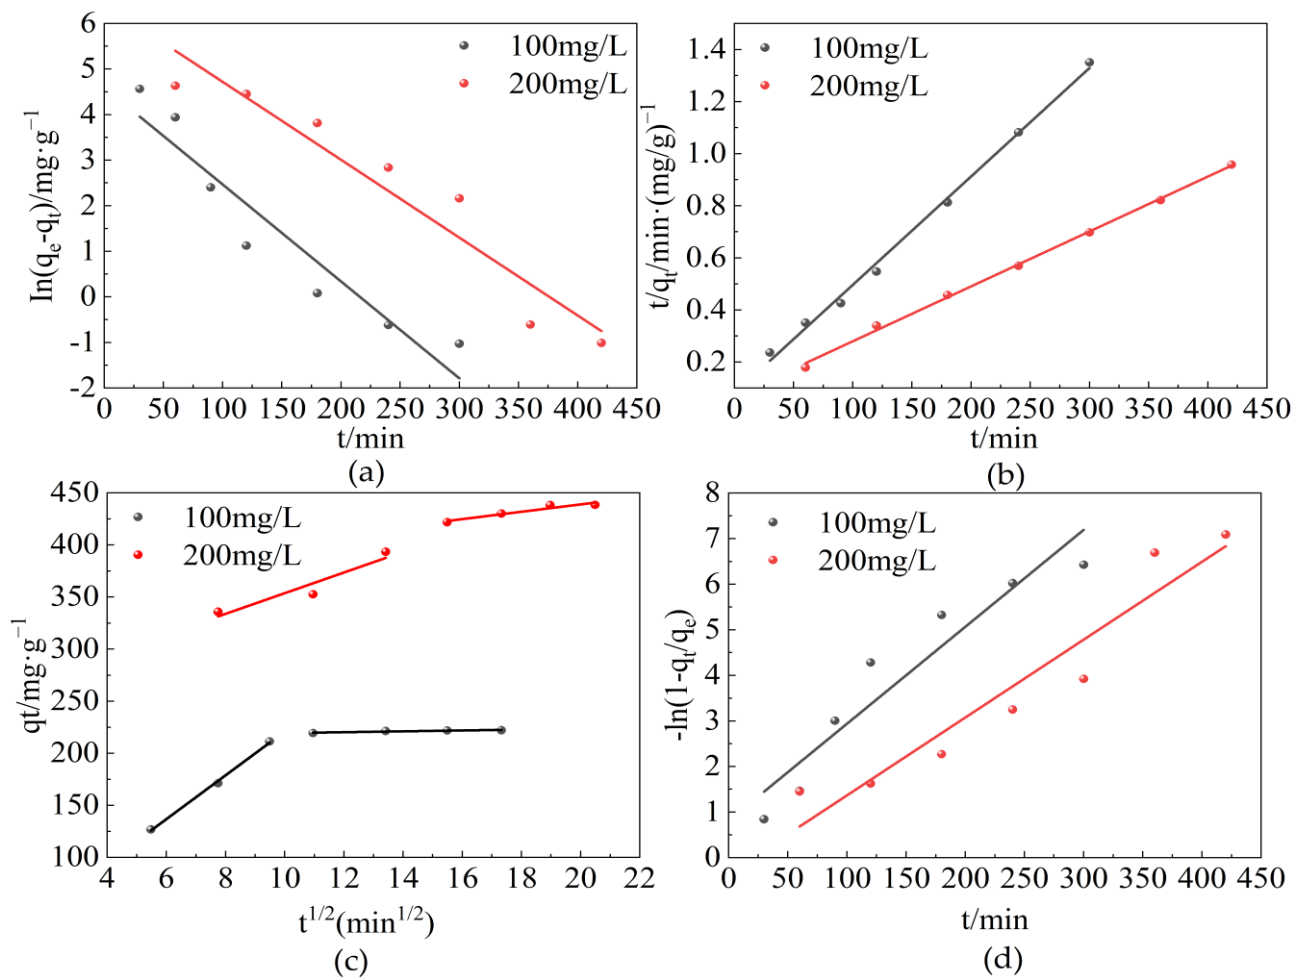 6
5
4
3
2
1
0
-1
-2
ln(qₑ-qₜ)/mg·g⁻¹
100mg/L
200mg/L
0 50 100 150 200 250 300 350 400 450
t/min
(a)
1.4
1.2
1.0
0.8
0.6
0.4
0.2
t/qₜ/min·(mg/g)⁻¹
100mg/L
200mg/L
0 50 100 150 200 250 300 350 400 450
t/min
(b)
450
400
350
300
250
200
150
100
qt/mg·g⁻¹
100mg/L
200mg/L
4 6 8 10 12 14 16 18 20 22
t¹/²(min¹/²)
(c)
8
7
6
5
4
3
2
1
0
-ln(1-qₜ/qₑ)
100mg/L
200mg/L
0 50 100 150 200 250 300 350 400 450
t/min
(d)